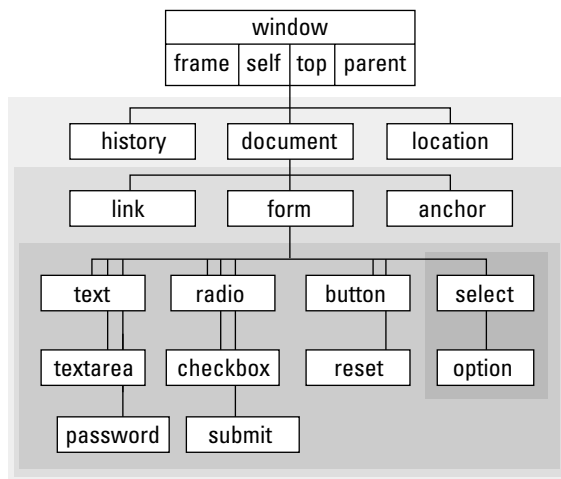 window
frame self top parent
history document location
link form anchor
text radio button select
textarea checkbox reset option
password submit